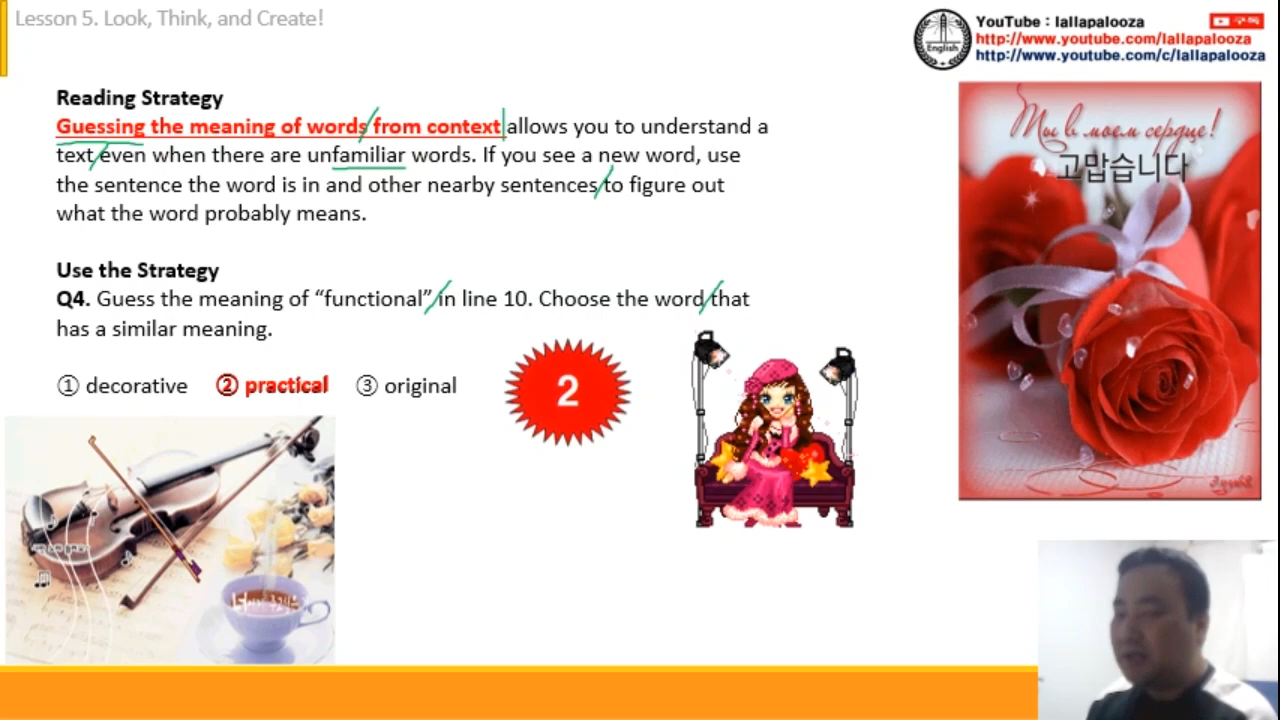 Lesson 5. Look, Think, and Create!
YouTube : lallapalooza
구독
http://www.youtube.com/lallapalooza
http://www.youtube.com/c/lallapalooza
English
Reading Strategy
Guessing the meaning of words from context allows you to understand a
text even when there are unfamiliar words. If you see a new word, use
the sentence the word is in and other nearby sentences to figure out
what the word probably means.
Use the Strategy
Q4. Guess the meaning of “functional” in line 10. Choose the word that
has a similar meaning.
① decorative ② practical ③ original
2
Ты в моем сердце!
고맙습니다